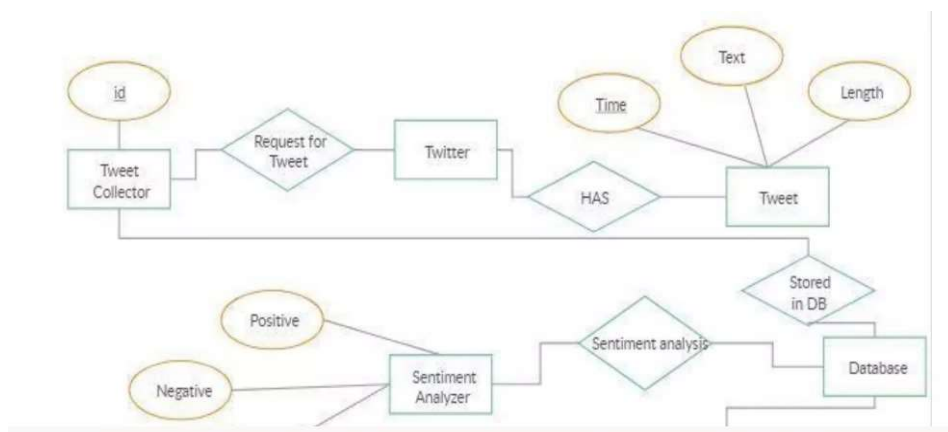 Text
id
Time
Length
Request for
Tweet
Twitter
Tweet
Collector
HAS
Tweet
Stored
in DB
Positive
Sentiment analysis
Database
Sentiment
Analyzer
Negative